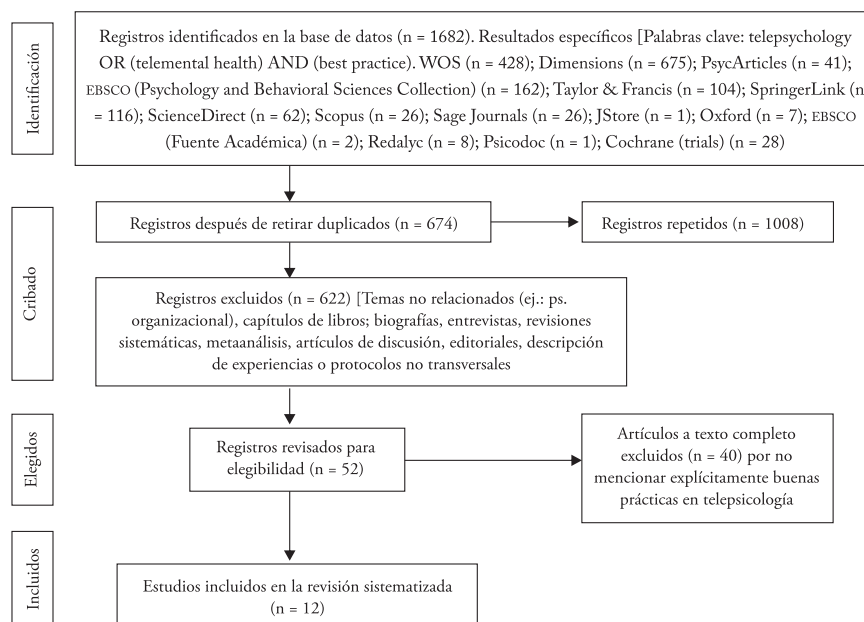 Identificación
Registros identificados en la base de datos (n = 1682). Resultados específicos [Palabras clave: telepsychology
OR (telemental health) AND (best practice). WOS (n = 428); Dimensions (n = 675); PsycArticles (n = 41);
EBSCO (Psychology and Behavioral Sciences Collection) (n = 162); Taylor & Francis (n = 104); SpringerLink (n
= 116); ScienceDirect (n = 62); Scopus (n = 26); Sage Journals (n = 26); JStore (n = 1); Oxford (n = 7); EBSCO
(Fuente Académica) (n = 2); Redalyc (n = 8); Psicodoc (n = 1); Cochrane (trials) (n = 28)
Cribado
Registros después de retirar duplicados (n = 674)
Registros repetidos (n = 1008)
Registros excluidos (n = 622) [Temas no relacionados (ej.: ps.
organizacional), capítulos de libros; biografías, entrevistas, revisiones
sistemáticas, metaanálisis, artículos de discusión, editoriales, descripción
de experiencias o protocolos no transversales
Elegidos
Registros revisados para
elegibilidad (n = 52)
Artículos a texto completo
excluidos (n = 40) por no
mencionar explícitamente buenas
prácticas en telepsicología
Incluidos
Estudios incluidos en la revisión sistematizada
(n = 12)